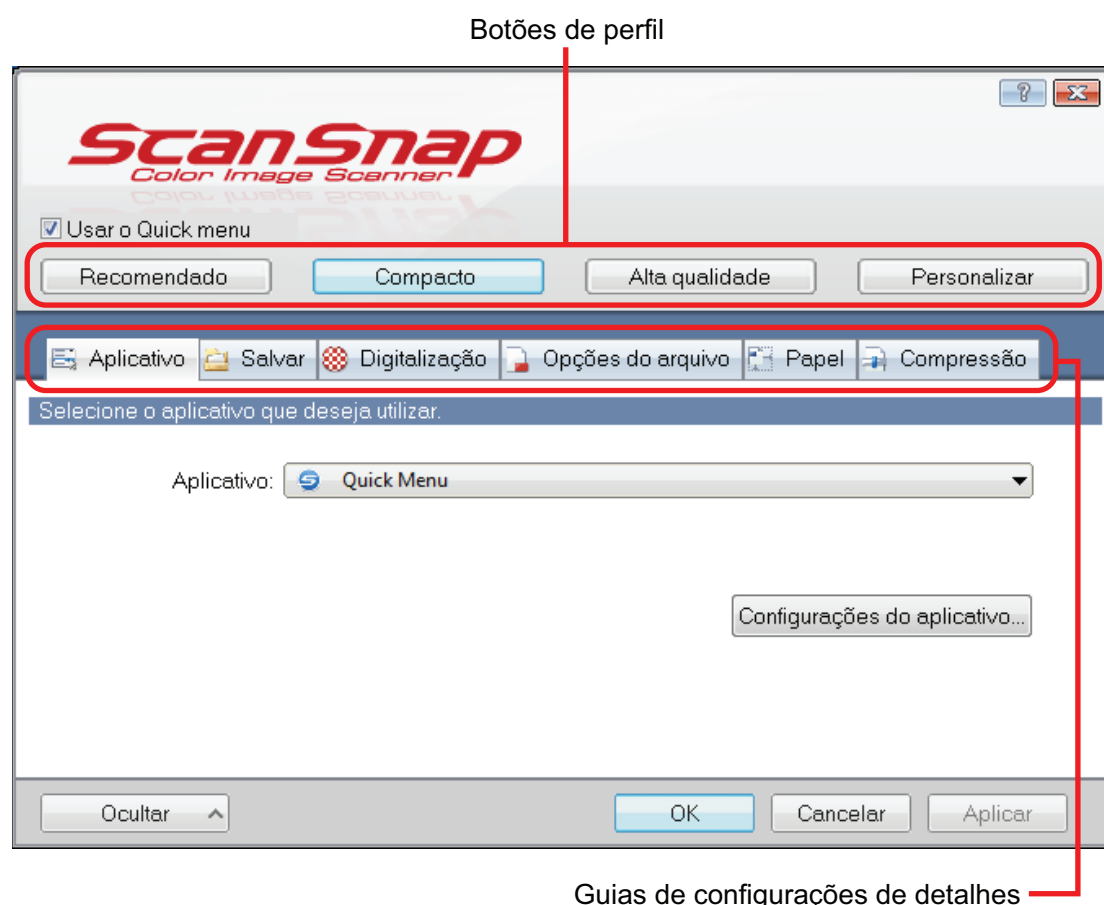 Botões de perfil
ScanSnap
Color Image Scanner
Usar o Quick menu
Recomendado Compacto Alta qualidade Personalizar
Aplicativo Salvar Digitalização Opções do arquivo Papel Compressão
Selecione o aplicativo que deseja utilizar.
Aplicativo: Quick Menu
Configurações do aplicativo...
Ocultar OK Cancelar Aplicar
Guias de configurações de detalhes